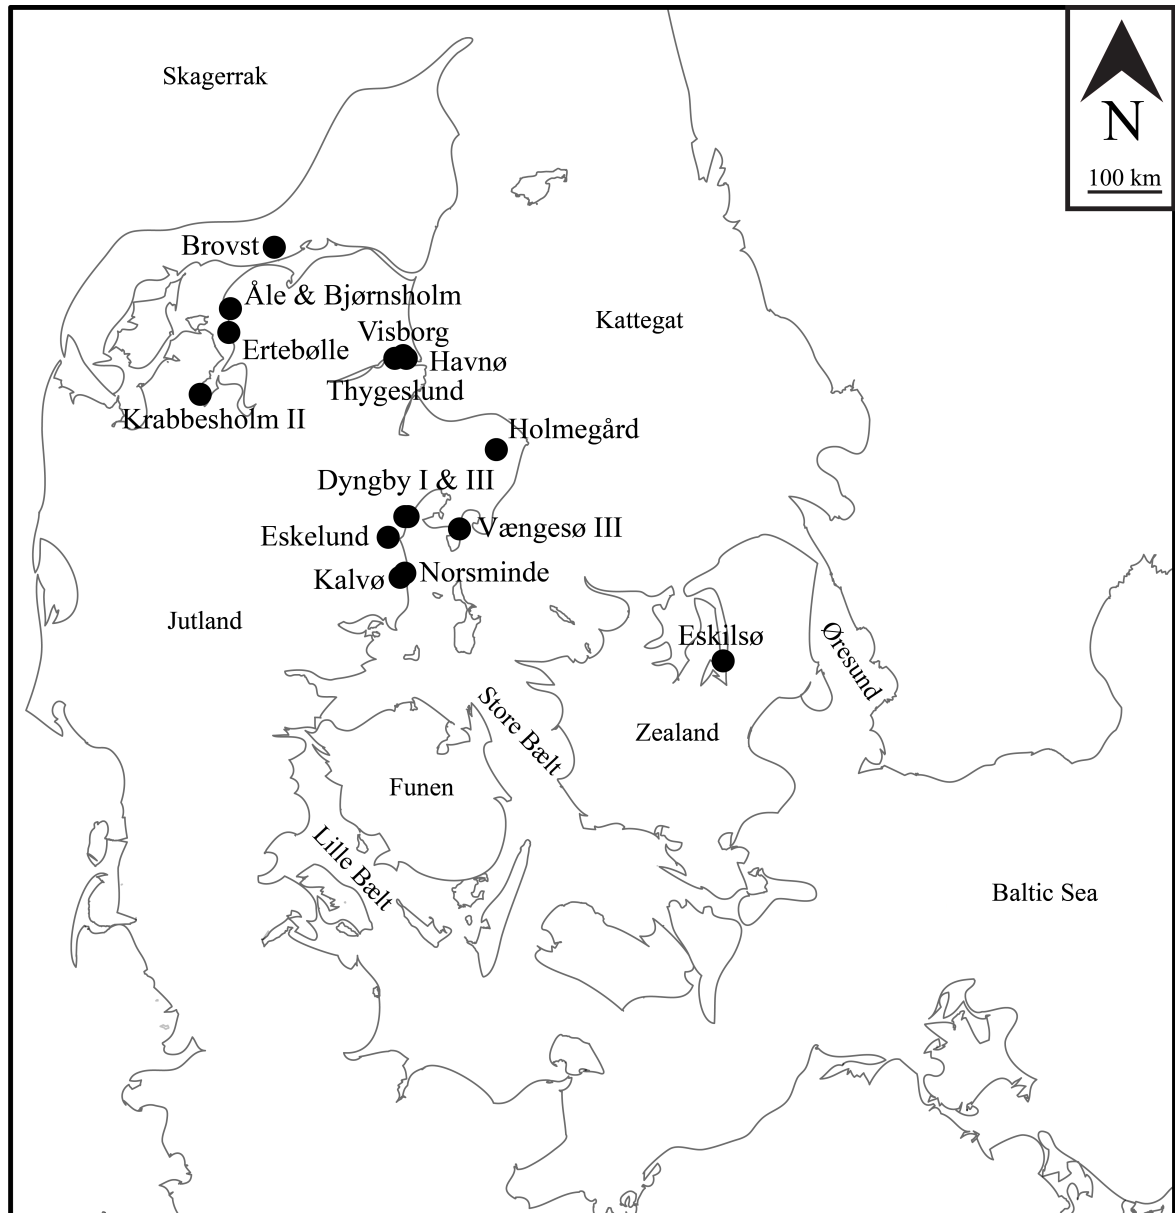 Skagerrak
N
100 km
Brovst
Åle & Bjørnsholm
Kattegat
Visborg
Ertebølle
Havnø
Thygeslund
Krabbesholm II
Holmegård
Dyngby I & III
Vængesø III
Eskelund
Norsminde
Kalvø
Jutland
Eskilsø
Øresund
Store Bælt
Zealand
Funen
Lille Bælt
Baltic Sea